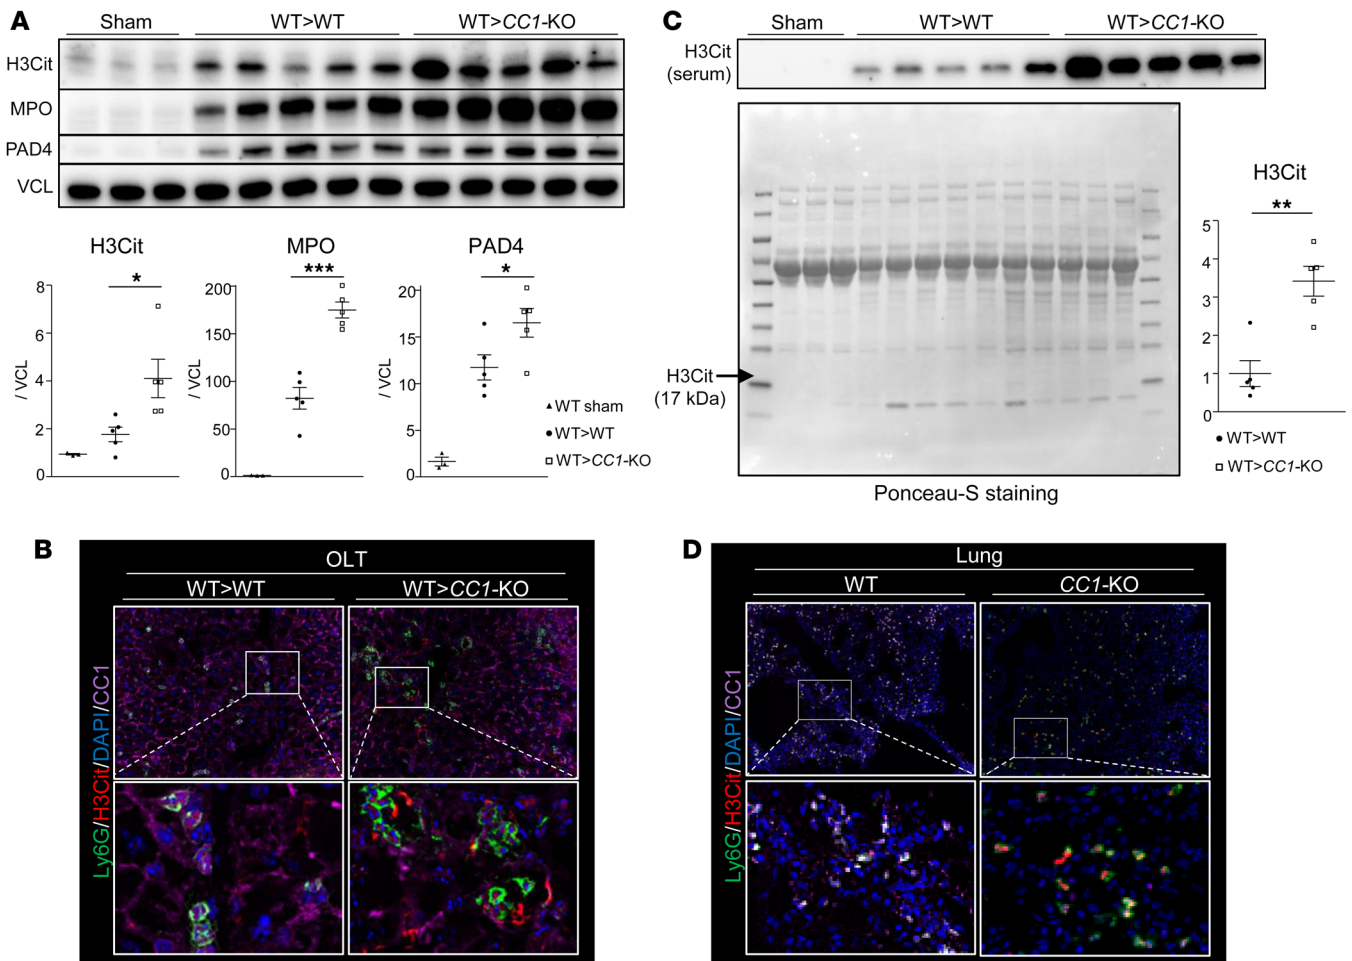 A
Sham WT>WT WT>CC1-KO
H3Cit
MPO
PAD4
VCL
H3Cit MPO PAD4
* *** *
/ VCL
8
6
4
2
0
/ VCL
200
150
100
50
0
/ VCL
20
15
10
5
0
WT sham
WT>WT
WT>CC1-KO
C
Sham WT>WT WT>CC1-KO
H3Cit
(serum)
H3Cit
(17 kDa)
Ponceau-S staining
H3Cit
**
5
4
3
2
1
0
WT>WT
WT>CC1-KO
B
OLT
WT>WT WT>CC1-KO
Ly6G/H3Cit/DAPI/CC1
D
Lung
WT CC1-KO
Ly6G/H3Cit/DAPI/CC1